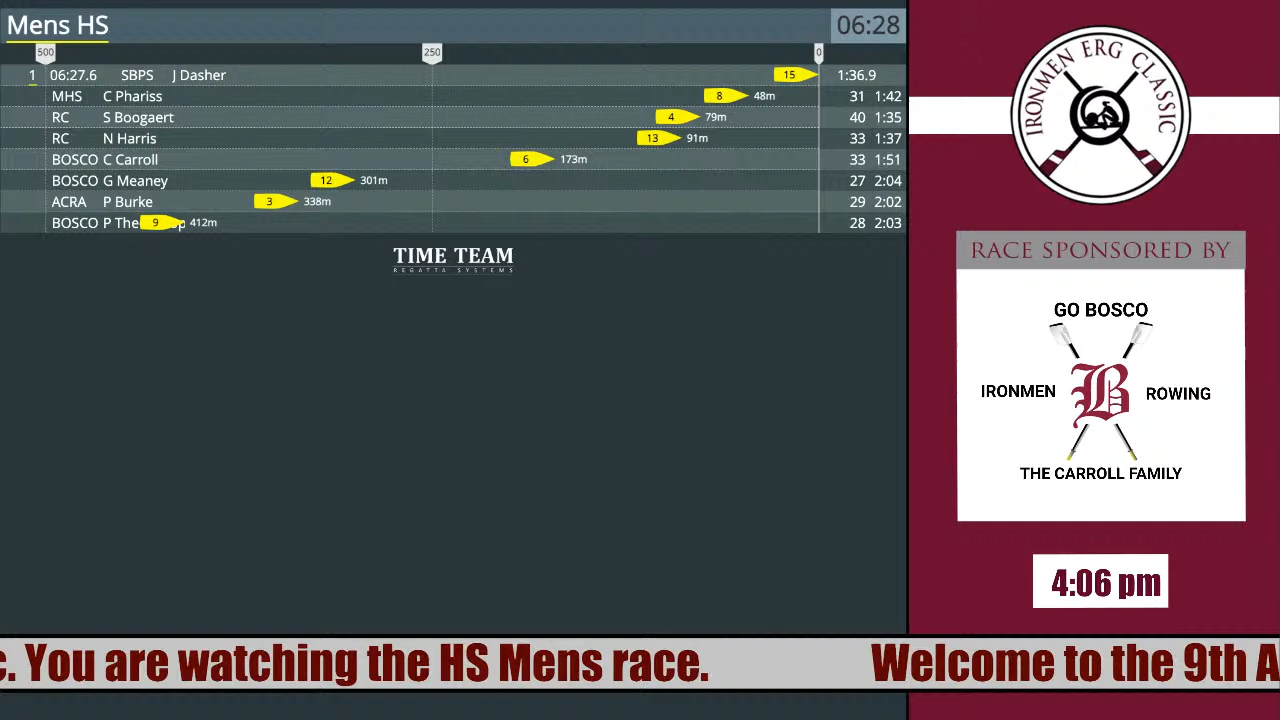 Mens HS 06:28
500 250 0
1 06:27.6 SBPS J Dasher 15 1:36.9
MHS C Phariss 8 48m 31 1:42
RC S Boogaert 4 79m 40 1:35
RC N Harris 13 91m 33 1:37
BOSCO C Carroll 6 173m 33 1:51
BOSCO G Meaney 12 301m 27 2:04
ACRA P Burke 3 338m 29 2:02
BOSCO P The 9 412m 28 2:03
TIME TEAM
REGATTA SYSTEMS
IRONMEN ERG CLASSIC
RACE SPONSORED BY
GO BOSCO
IRONMEN B ROWING
THE CARROLL FAMILY
4:06 pm
c. You are watching the HS Mens race. Welcome to the 9th A